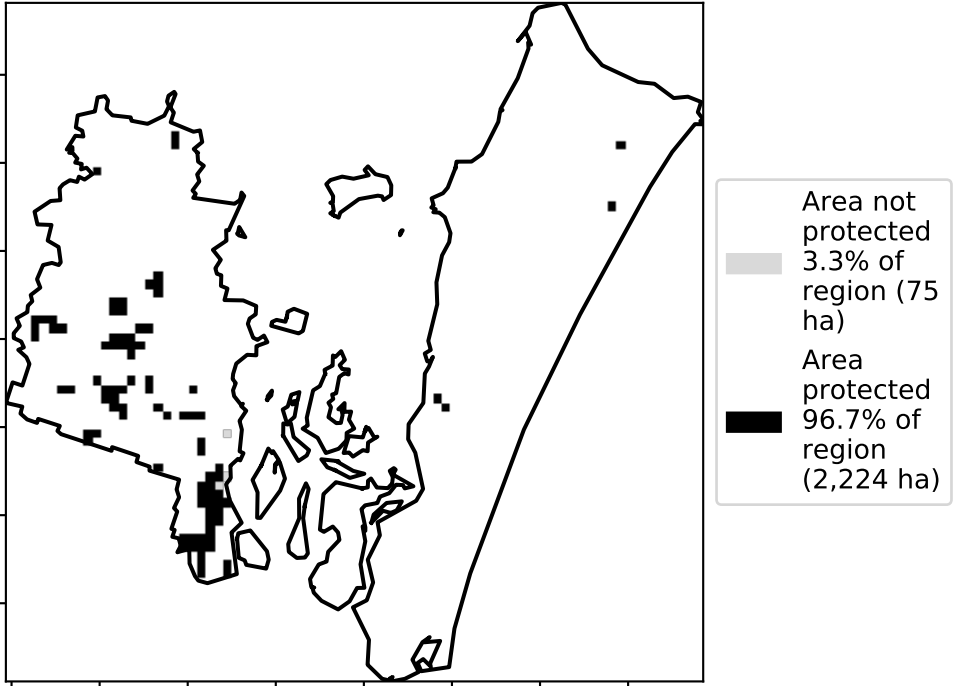 Area not
protected
3.3% of
region (75
ha)
Area
protected
96.7% of
region
(2,224 ha)